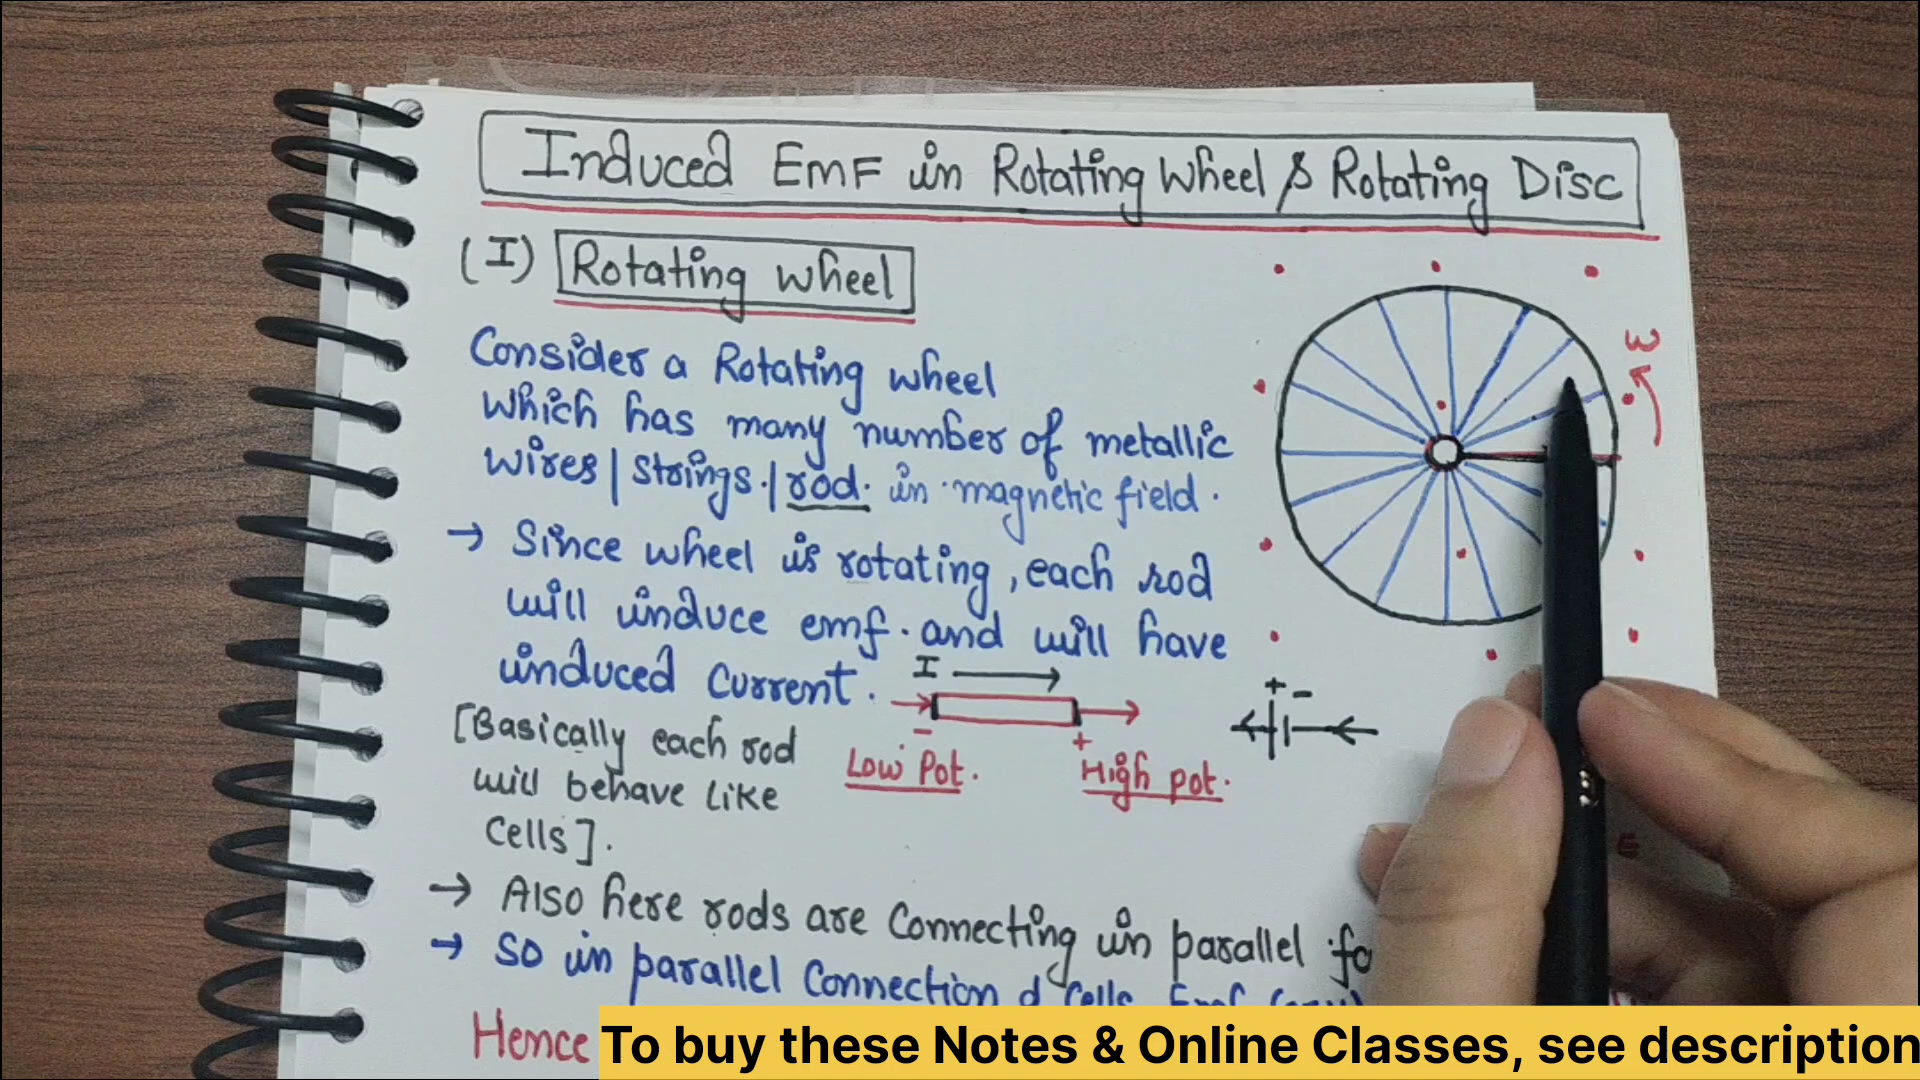 Induced EMF in Rotating Wheel & Rotating Disc
(I) Rotating wheel
Consider a Rotating wheel
which has many number of metallic
wires/strings/rod in magnetic field.
ω
→ Since wheel is rotating, each rod
will induce emf. and will have
induced current.
I
- +
+ -
Low Pot. High pot.
[Basically each rod
will behave like
cells].
→ Also here rods are connecting in parallel
→ So in parallel connection of cells, Emf
Hence
To buy these Notes & Online Classes, see description